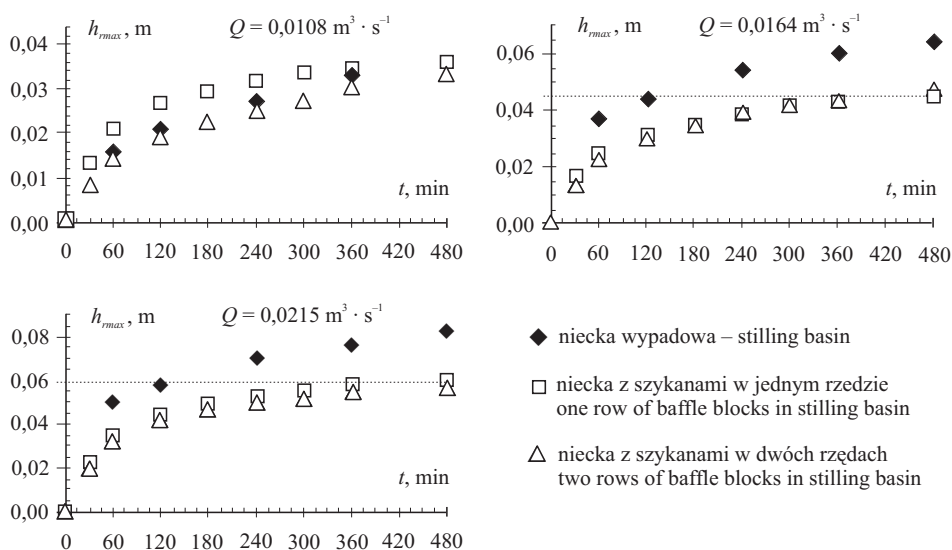 h_rmax, m Q = 0,0108 m³ · s⁻¹
0,04
0,03
0,02
0,01
0,00
t, min
0 60 120 180 240 300 360 420 480
h_rmax, m Q = 0,0164 m³ · s⁻¹
0,06
0,04
0,02
0,00
t, min
0 60 120 180 240 300 360 420 480
h_rmax, m Q = 0,0215 m³ · s⁻¹
0,08
0,06
0,04
0,02
0,00
t, min
0 60 120 180 240 300 360 420 480
niecka wypadowa – stilling basin
niecka z szykanami w jednym rzedzie
one row of baffle blocks in stilling basin
niecka z szykanami w dwóch rzędach
two rows of baffle blocks in stilling basin